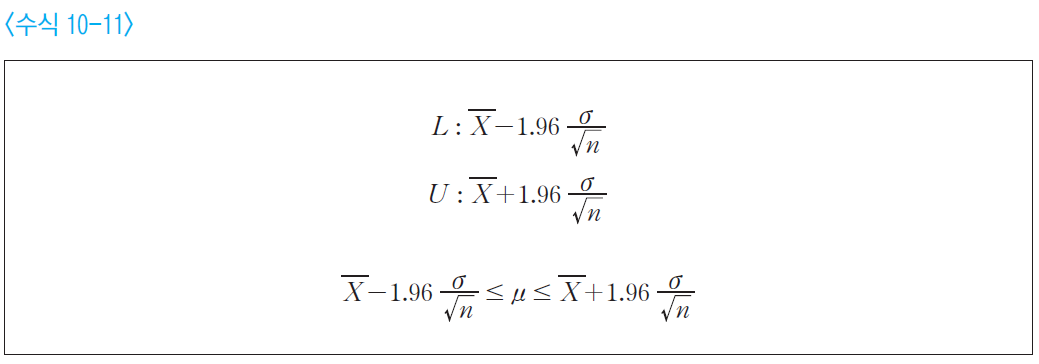 〈수식 10-11〉
L : X̅ − 1.96 σ/√n
U : X̅ + 1.96 σ/√n
X̅ − 1.96 σ/√n ≤ μ ≤ X̅ + 1.96 σ/√n